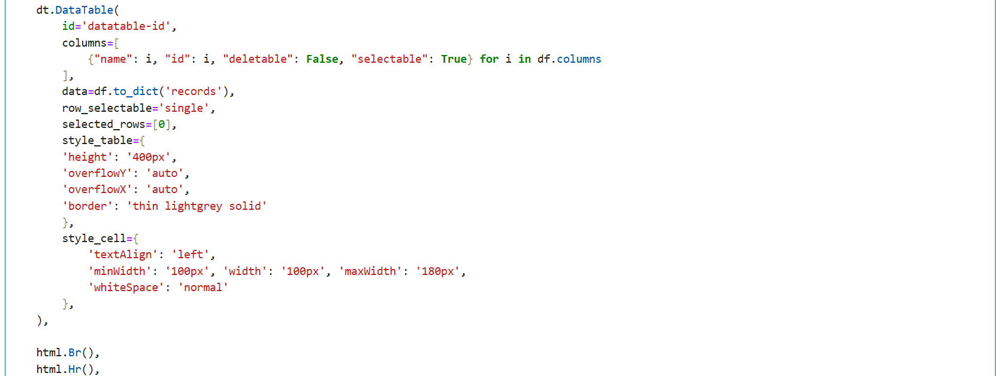 dt.DataTable(
    id='datatable-id',
    columns=[
        {"name": i, "id": i, "deletable": False, "selectable": True} for i in df.columns
    ],
    data=df.to_dict('records'),
    row_selectable='single',
    selected_rows=[0],
    style_table={
    'height': '400px',
    'overflowY': 'auto',
    'overflowX': 'auto',
    'border': 'thin lightgrey solid'
    },
    style_cell={
        'textAlign': 'left',
        'minWidth': '100px', 'width': '100px', 'maxWidth': '180px',
        'whiteSpace': 'normal'
    },
),

html.Br(),
html.Hr(),